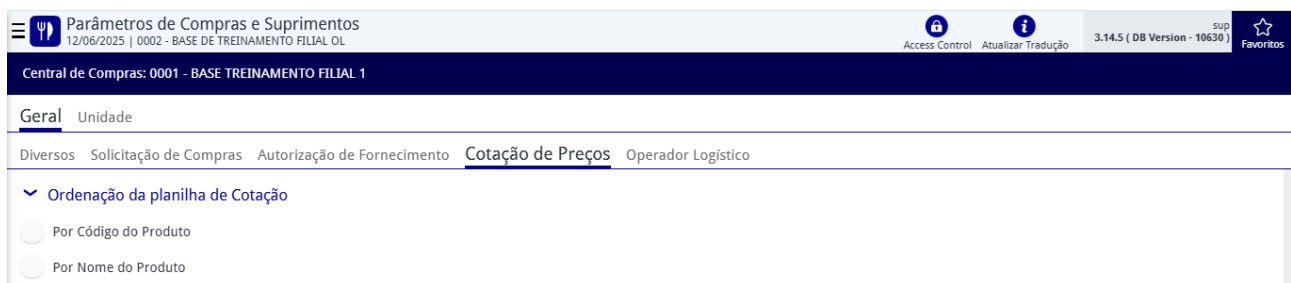 Parâmetros de Compras e Suprimentos
12/06/2025 | 0002 - BASE DE TREINAMENTO FILIAL OL
Access Control
Atualizar Tradução
sup
3.14.5 ( DB Version - 10630 )
Favoritos
Central de Compras: 0001 - BASE TREINAMENTO FILIAL 1
Geral Unidade
Diversos Solicitação de Compras Autorização de Fornecimento Cotação de Preços Operador Logístico
Ordenação da planilha de Cotação
Por Código do Produto
Por Nome do Produto